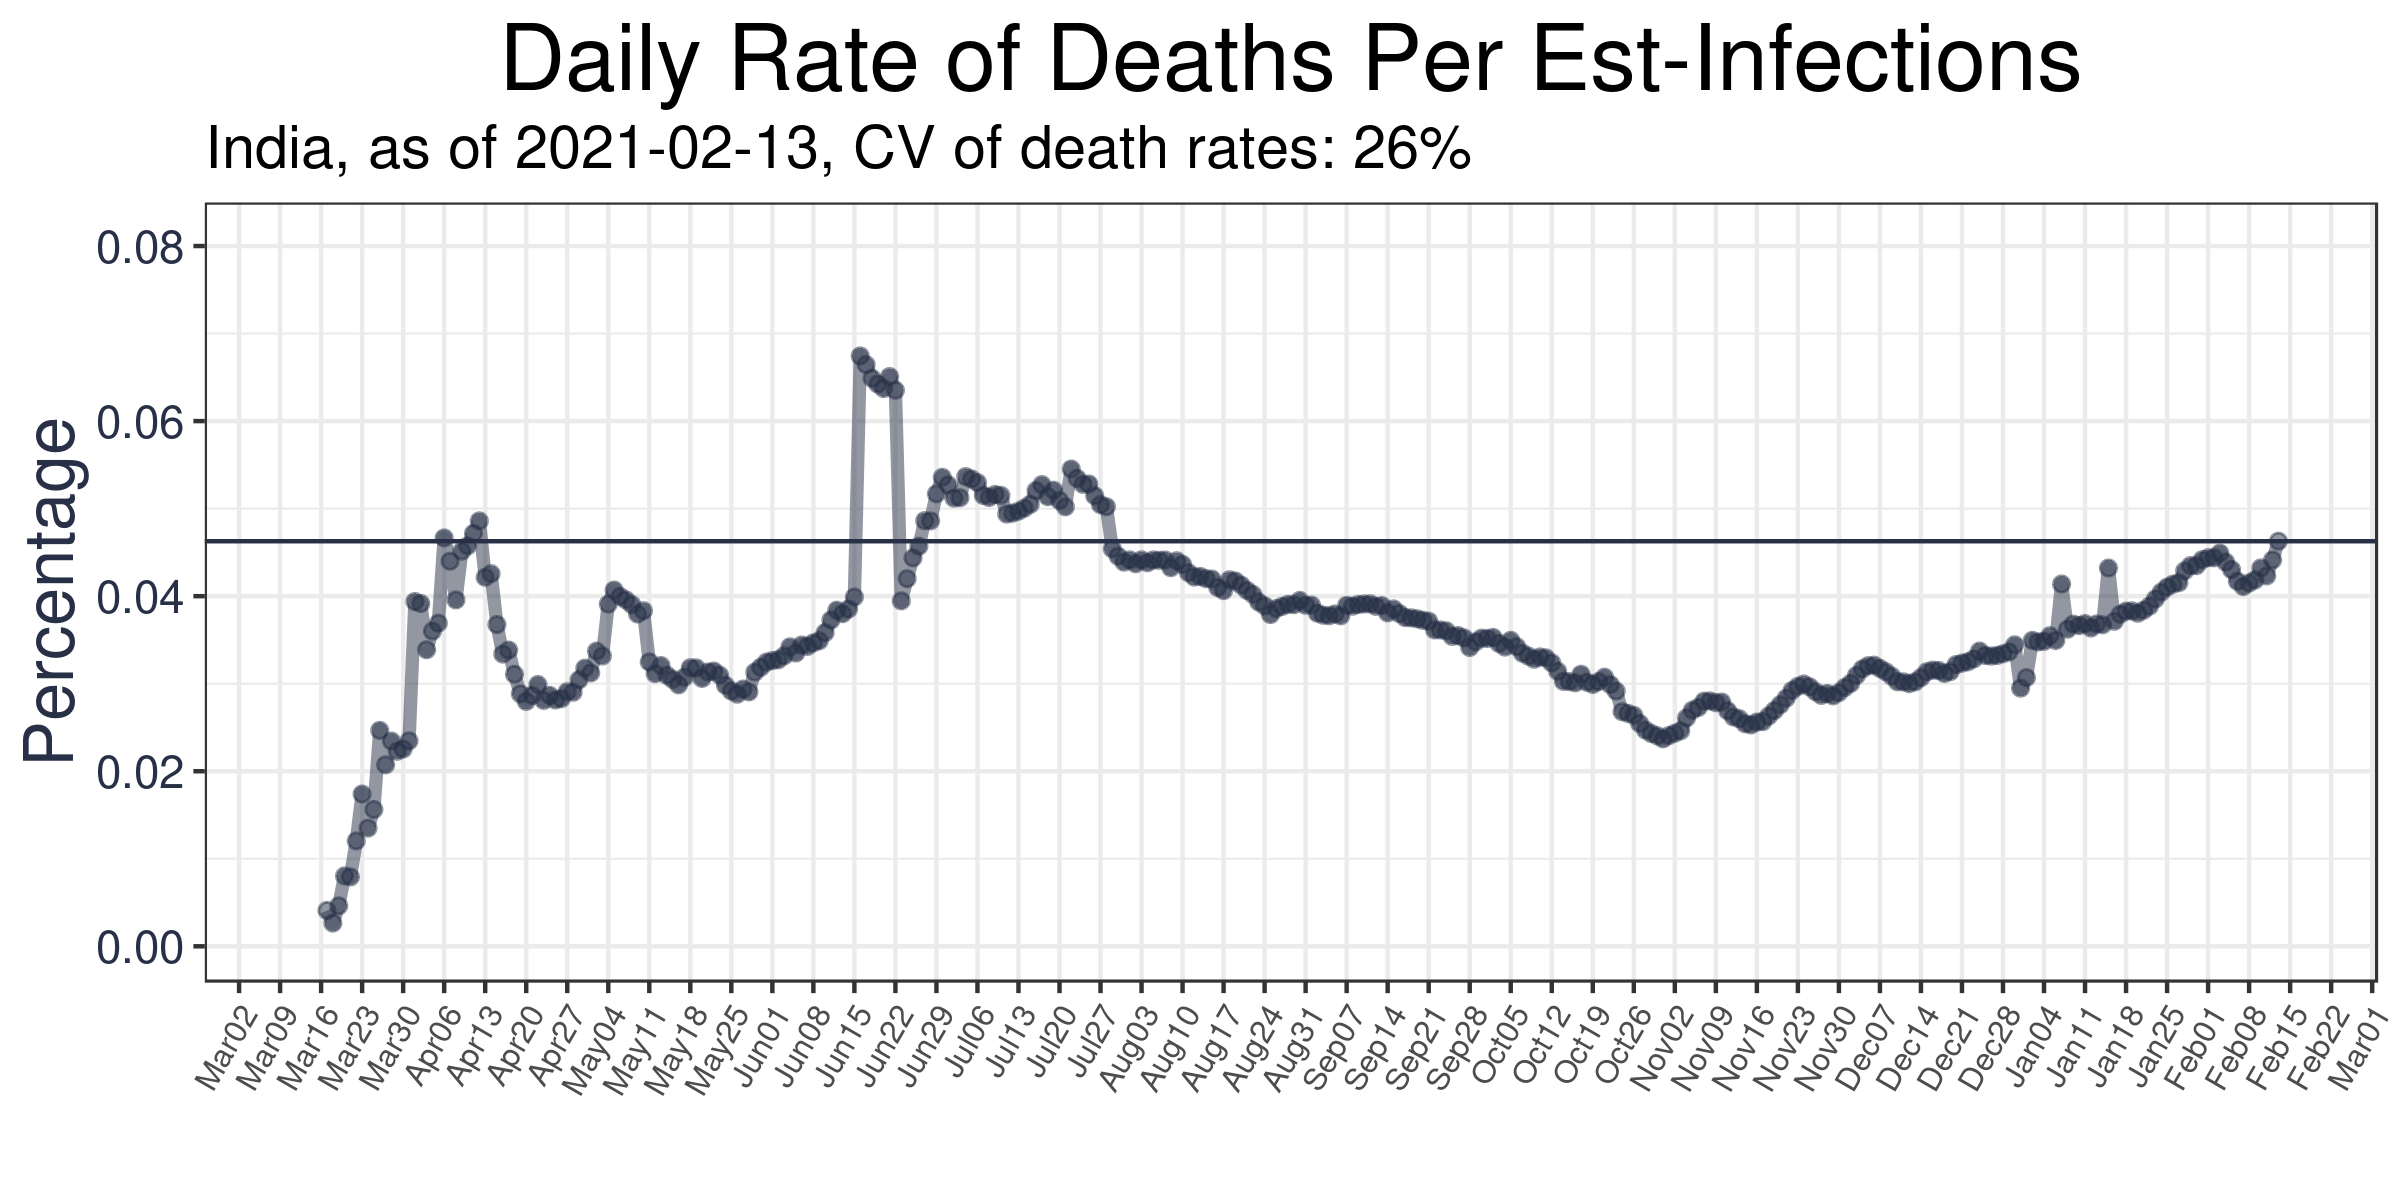 Daily Rate of Deaths Per Est-Infections
India, as of 2021-02-13, CV of death rates: 26%
Percentage
0.08
0.06
0.04
0.02
0.00
Mar02 Mar09 Mar16 Mar23 Mar30 Apr06 Apr13 Apr20 Apr27 May04 May11 May18 May25 Jun01 Jun08 Jun15 Jun22 Jun29 Jul06 Jul13 Jul20 Jul27 Aug03 Aug10 Aug17 Aug24 Aug31 Sep07 Sep14 Sep21 Sep28 Oct05 Oct12 Oct19 Oct26 Nov02 Nov09 Nov16 Nov23 Nov30 Dec07 Dec14 Dec21 Dec28 Jan04 Jan11 Jan18 Jan25 Feb01 Feb08 Feb15 Feb22 Mar01